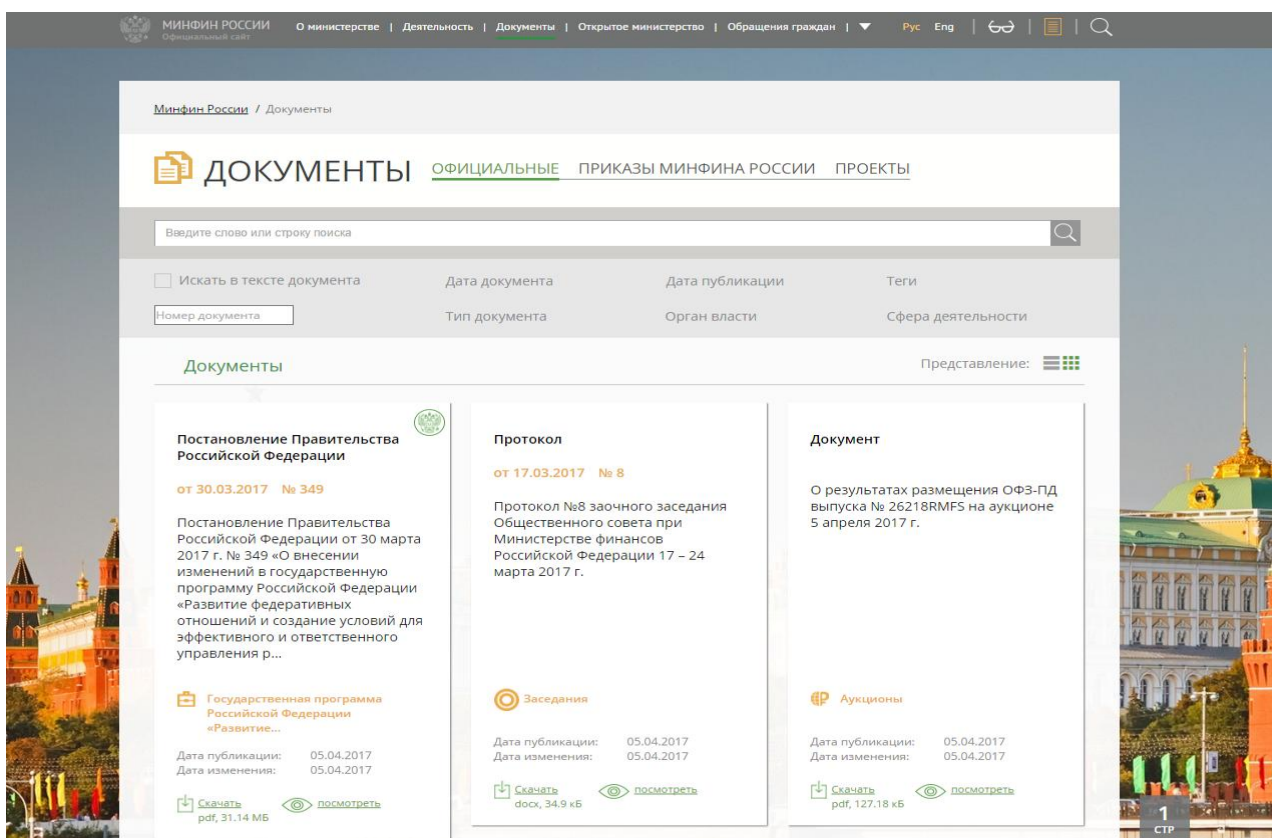 МИНФИН РОССИИ
Официальный сайт
О министерстве | Деятельность | Документы | Открытое министерство | Обращения граждан |
Рус Eng
Минфин России / Документы
ДОКУМЕНТЫ ОФИЦИАЛЬНЫЕ ПРИКАЗЫ МИНФИНА РОССИИ ПРОЕКТЫ
Введите слово или строку поиска
Искать в тексте документа Дата документа Дата публикации Теги
Номер документа Тип документа Орган власти Сфера деятельности
Документы Представление:
Постановление Правительства
Российской Федерации
от 30.03.2017 № 349
Постановление Правительства
Российской Федерации от 30 марта
2017 г. № 349 «О внесении
изменений в государственную
программу Российской Федерации
«Развитие федеративных
отношений и создание условий для
эффективного и ответственного
управления р...
Государственная программа
Российской Федерации
«Развитие...
Дата публикации: 05.04.2017
Дата изменения: 05.04.2017
Скачать посмотреть
pdf, 31.14 МБ
Протокол
от 17.03.2017 № 8
Протокол №8 заочного заседания
Общественного совета при
Министерстве финансов
Российской Федерации 17 – 24
марта 2017 г.
Заседания
Дата публикации: 05.04.2017
Дата изменения: 05.04.2017
Скачать посмотреть
docx, 34.9 кБ
Документ
О результатах размещения ОФЗ-ПД
выпуска № 26218RMFS на аукционе
5 апреля 2017 г.
Аукционы
Дата публикации: 05.04.2017
Дата изменения: 05.04.2017
Скачать посмотреть
pdf, 127.18 кБ
1
СТР